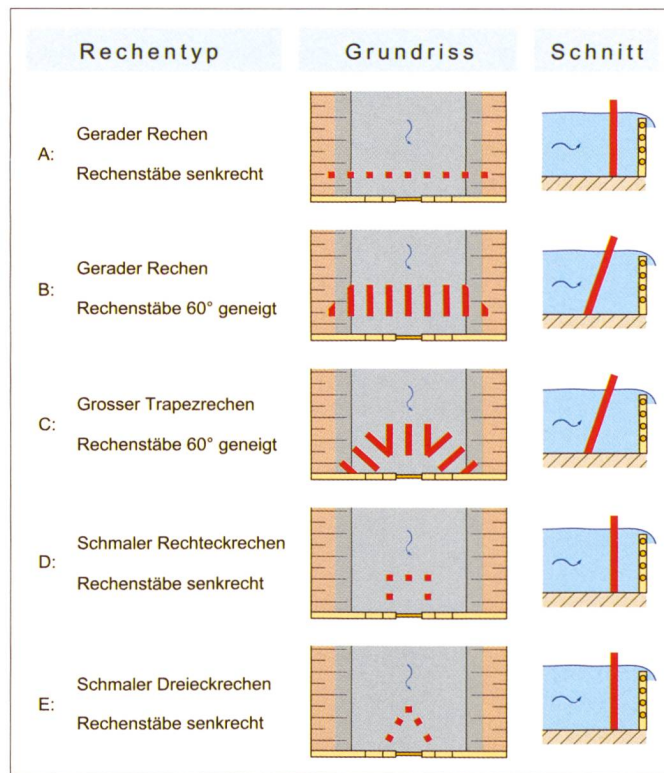 Rechentyp Grundriss Schnitt
A:
Gerader Rechen
Rechenstäbe senkrecht
B:
Gerader Rechen
Rechenstäbe 60° geneigt
C:
Grosser Trapezrechen
Rechenstäbe 60° geneigt
D:
Schmaler Rechteckrechen
Rechenstäbe senkrecht
E:
Schmaler Dreieckrechen
Rechenstäbe senkrecht